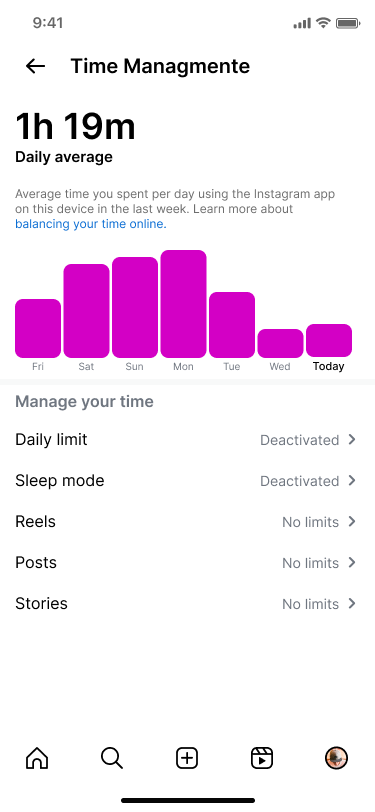 9:41
Time Managmente
1h 19m
Daily average
Average time you spent per day using the Instagram app
on this device in the last week. Learn more about
balancing your time online.
Fri Sat Sun Mon Tue Wed Today
Manage your time
Daily limit Deactivated
Sleep mode Deactivated
Reels No limits
Posts No limits
Stories No limits